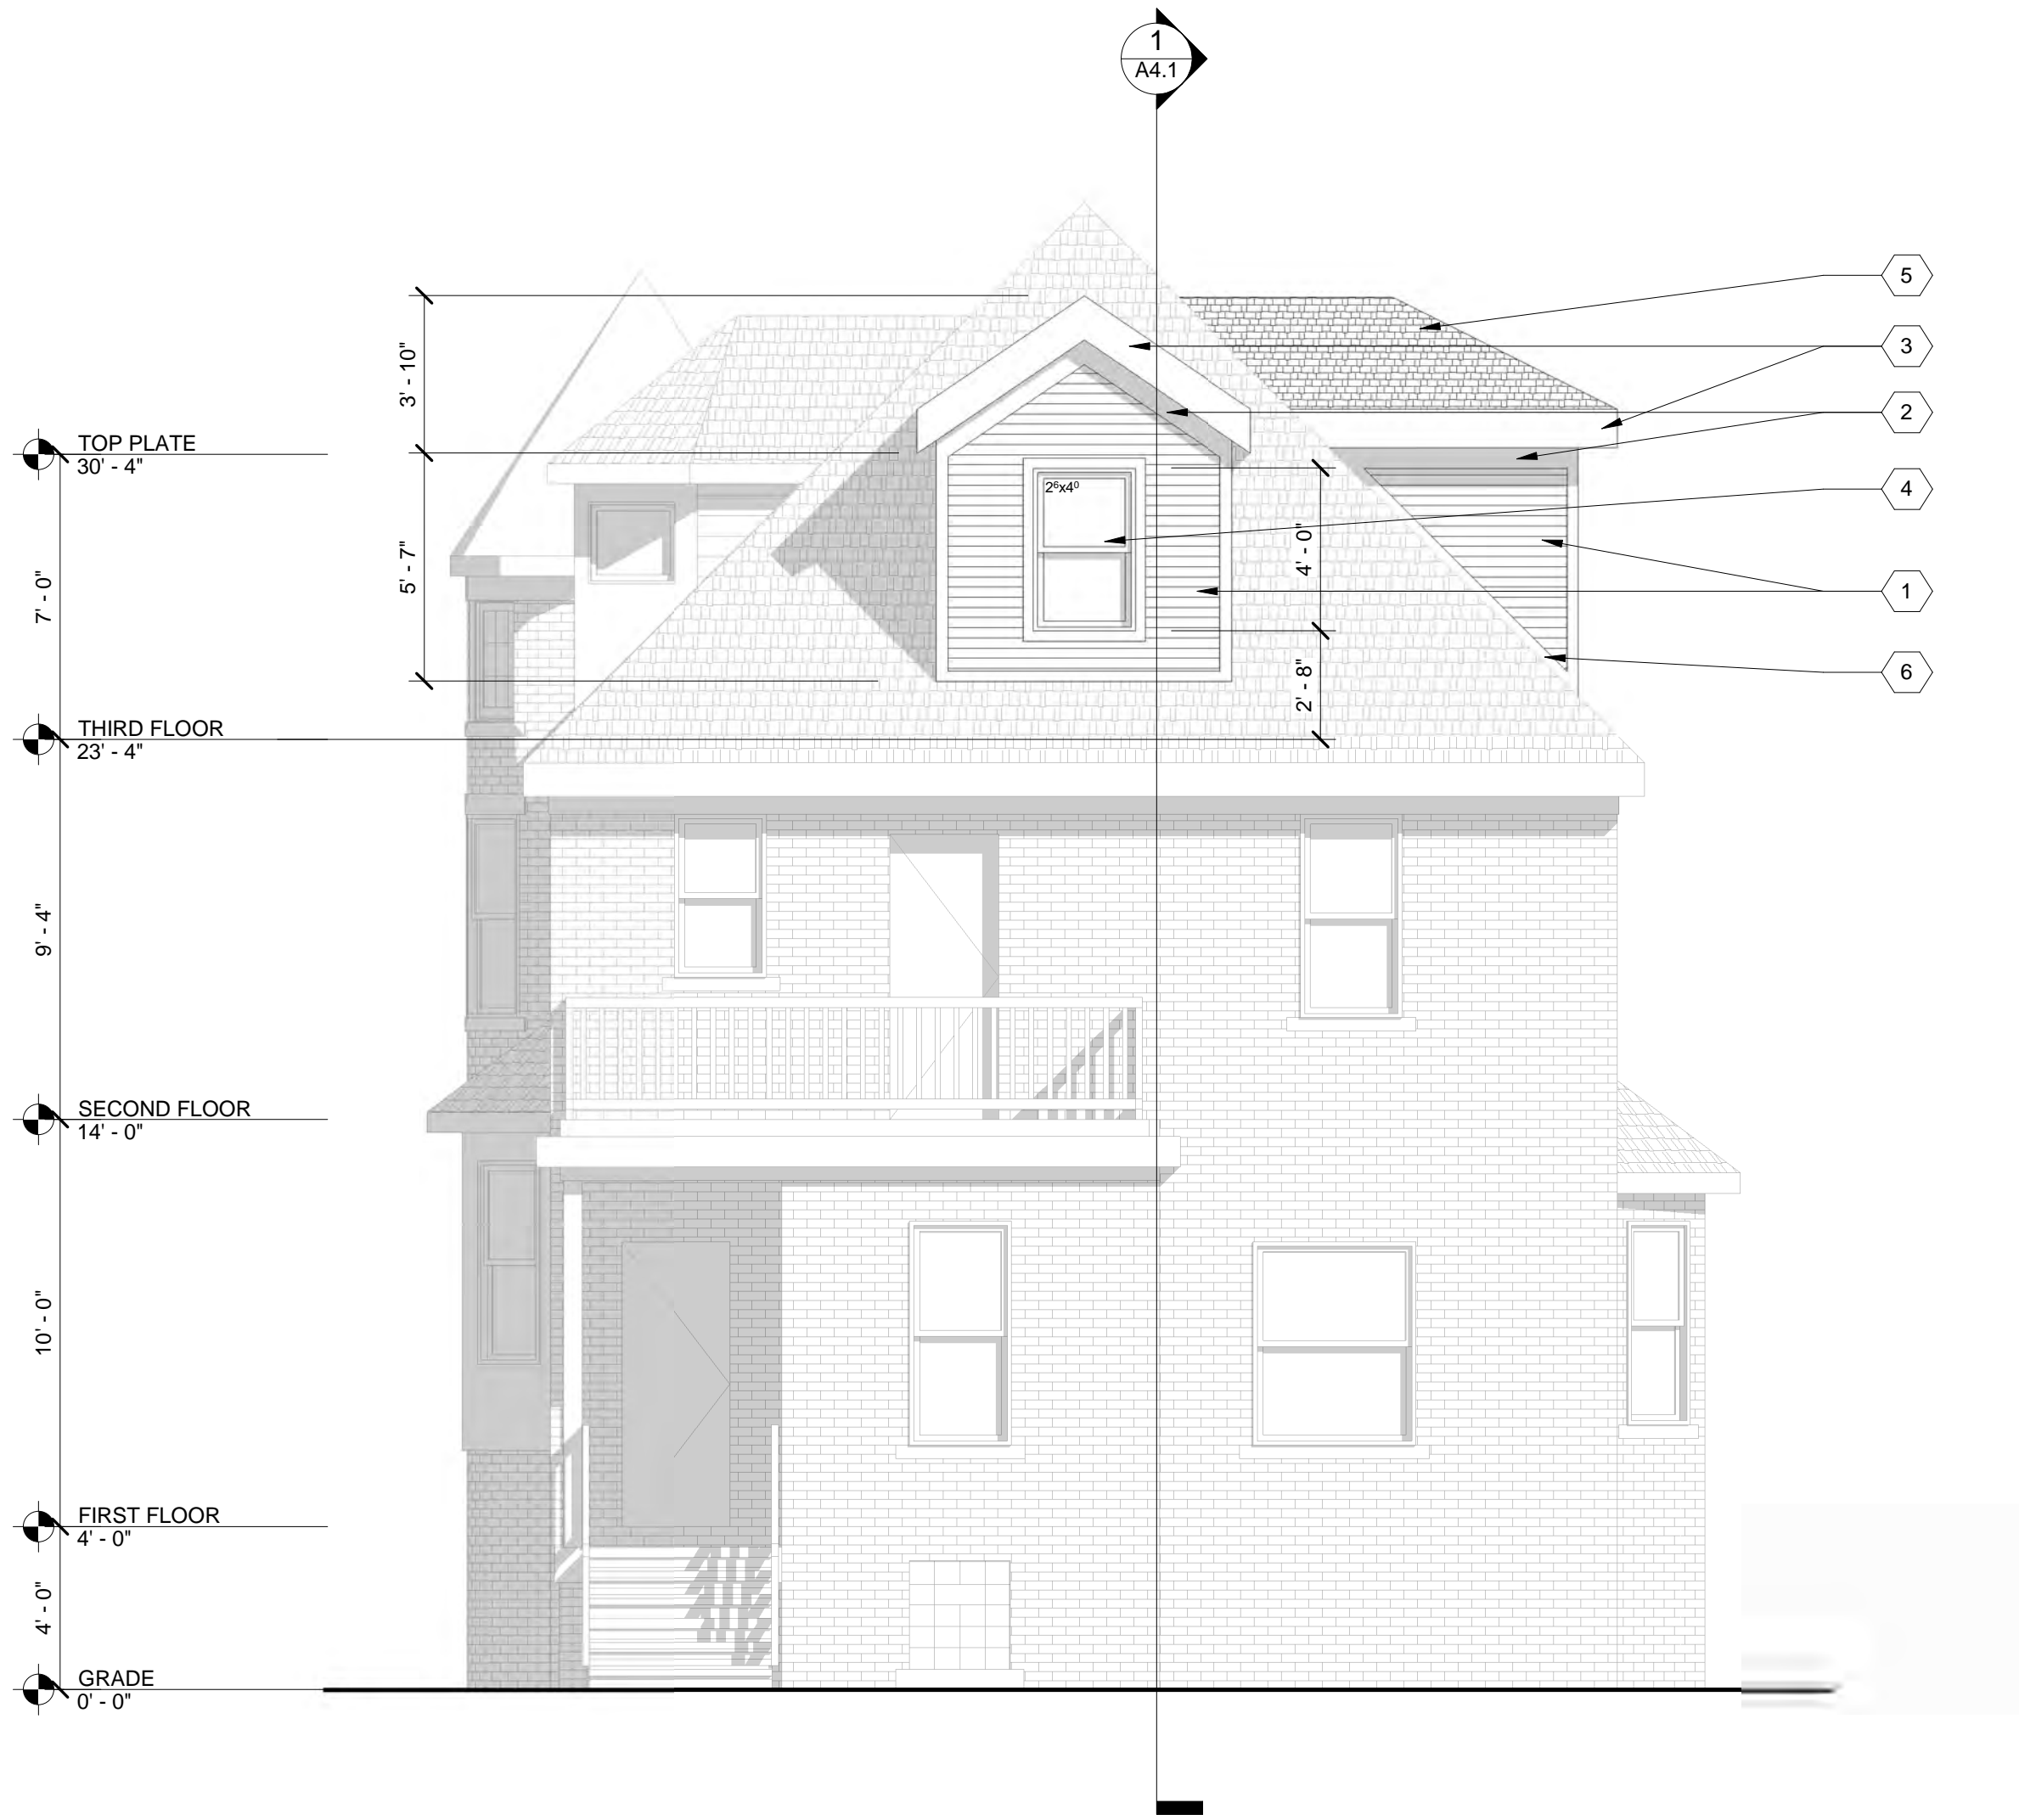 1
A4.1
5
3
2
4
1
6
3' - 10"
5' - 7"
2⁶x4⁰
4' - 0"
2' - 8"
TOP PLATE
30' - 4"
7' - 0"
THIRD FLOOR
23' - 4"
9' - 4"
SECOND FLOOR
14' - 0"
10' - 0"
FIRST FLOOR
4' - 0"
4' - 0"
GRADE
0' - 0"